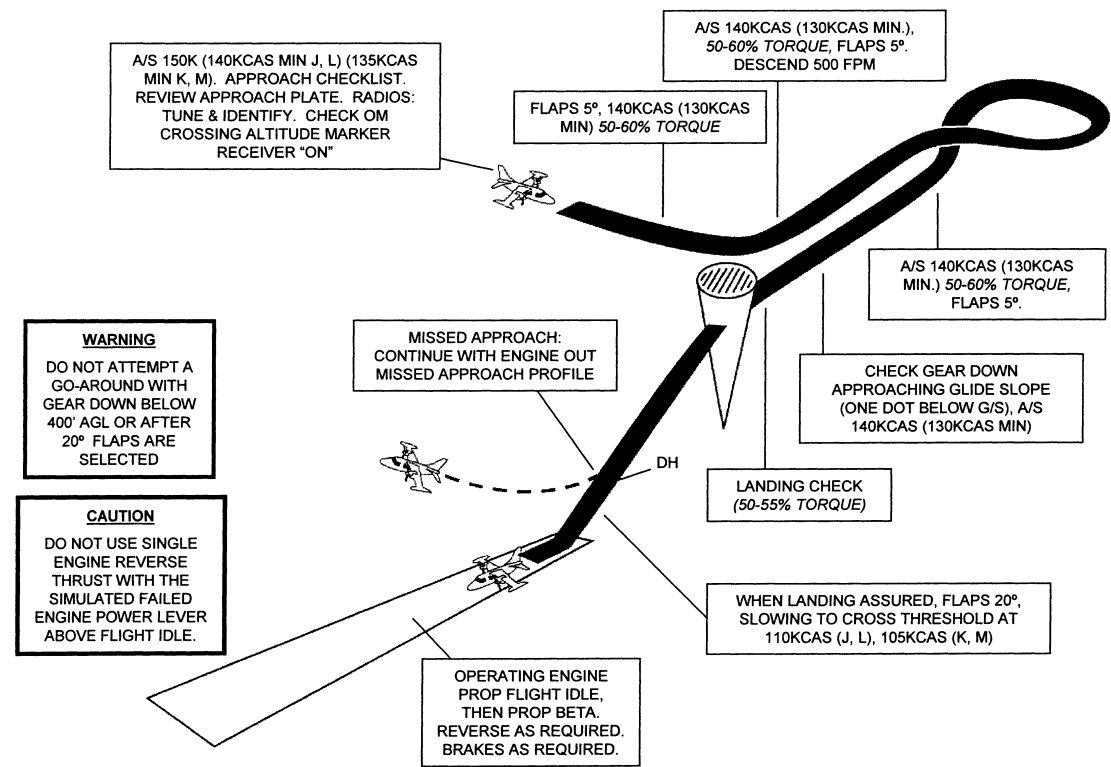 A/S 150K (140KCAS MIN J, L) (135KCAS
MIN K, M).  APPROACH CHECKLIST.
REVIEW APPROACH PLATE.  RADIOS:
TUNE & IDENTIFY.  CHECK OM
CROSSING ALTITUDE MARKER
RECEIVER "ON"
FLAPS 5º, 140KCAS (130KCAS
MIN) 50-60% TORQUE
A/S 140KCAS (130KCAS MIN.),
50-60% TORQUE, FLAPS 5º.
DESCEND 500 FPM
A/S 140KCAS (130KCAS
MIN.) 50-60% TORQUE,
FLAPS 5º.
CHECK GEAR DOWN
APPROACHING GLIDE SLOPE
(ONE DOT BELOW G/S), A/S
140KCAS (130KCAS MIN)
LANDING CHECK
(50-55% TORQUE)
MISSED APPROACH:
CONTINUE WITH ENGINE OUT
MISSED APPROACH PROFILE
DH
WHEN LANDING ASSURED, FLAPS 20º,
SLOWING TO CROSS THRESHOLD AT
110KCAS (J, L), 105KCAS (K, M)
OPERATING ENGINE
PROP FLIGHT IDLE,
THEN PROP BETA.
REVERSE AS REQUIRED.
BRAKES AS REQUIRED.
WARNING
DO NOT ATTEMPT A
GO-AROUND WITH
GEAR DOWN BELOW
400' AGL OR AFTER
20º  FLAPS ARE
SELECTED
CAUTION
DO NOT USE SINGLE
ENGINE REVERSE
THRUST WITH THE
SIMULATED FAILED
ENGINE POWER LEVER
ABOVE FLIGHT IDLE.